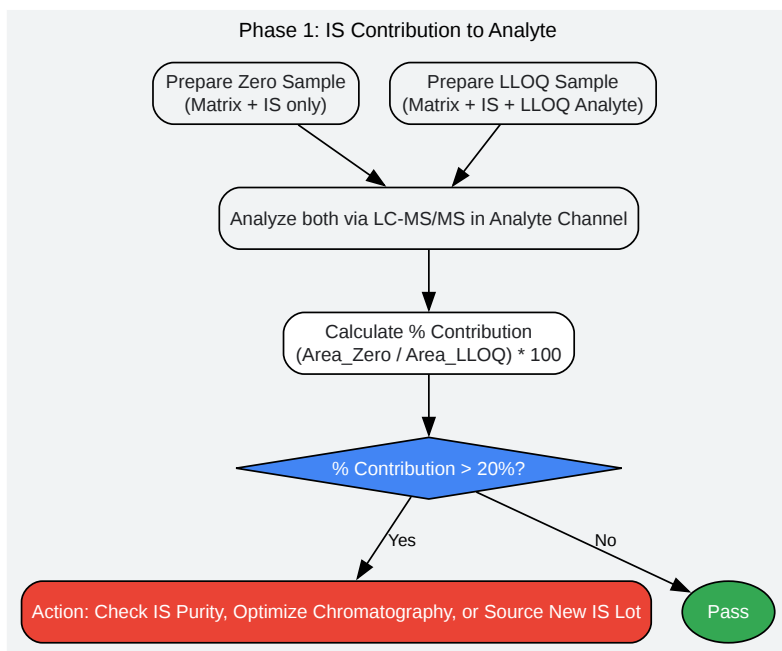 Phase 1: IS Contribution to Analyte
Prepare Zero Sample
(Matrix + IS only)
Prepare LLOQ Sample
(Matrix + IS + LLOQ Analyte)
Analyze both via LC-MS/MS in Analyte Channel
Calculate % Contribution
(Area_Zero / Area_LLOQ) * 100
% Contribution > 20%?
Yes
No
Action: Check IS Purity, Optimize Chromatography, or Source New IS Lot
Pass